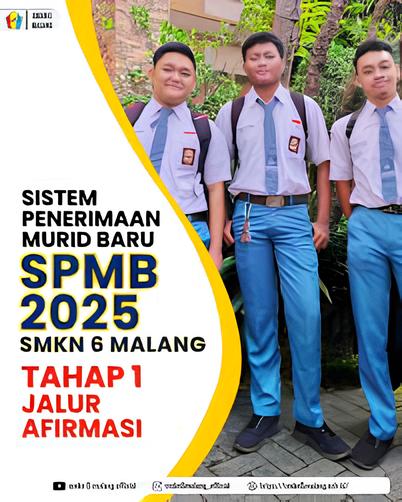 SISTEM
PENERIMAAN
MURID BARU
SPMB
2025
SMKN 6 MALANG
TAHAP 1
JALUR
AFIRMASI